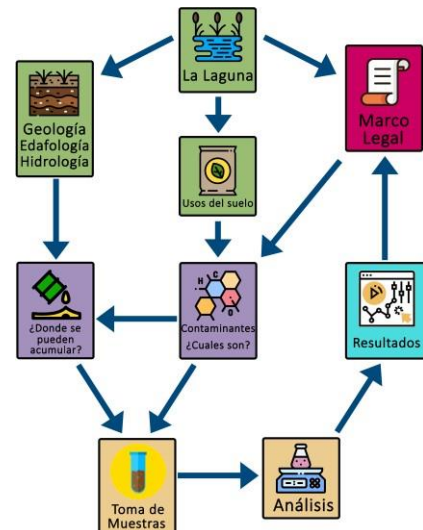 La Laguna
Geología
Edafología
Hidrología
Marco
Legal
Usos del suelo
¿Donde se
pueden
acumular?
H
C
O
Contaminantes
¿Cuales son?
Resultados
Toma de
Muestras
Análisis